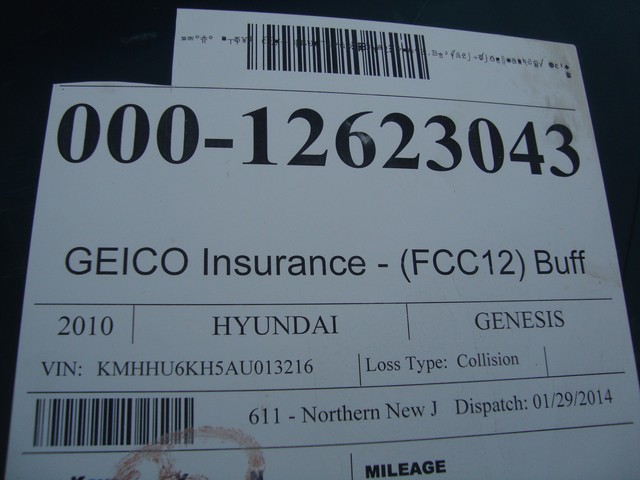 000-12623043
GEICO Insurance - (FCC12) Buff
2010 HYUNDAI GENESIS
VIN: KMHHU6KH5AU013216 Loss Type: Collision
611 - Northern New J Dispatch: 01/29/2014
MILEAGE